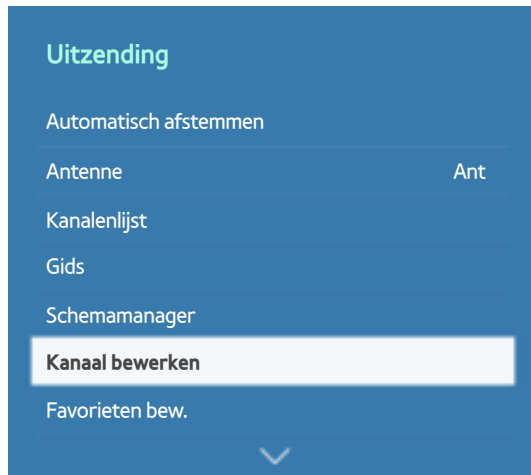 Uitzending
Automatisch afstemmen
Antenne Ant
Kanalenlijst
Gids
Schemamanager
Kanaal bewerken
Favorieten bew.